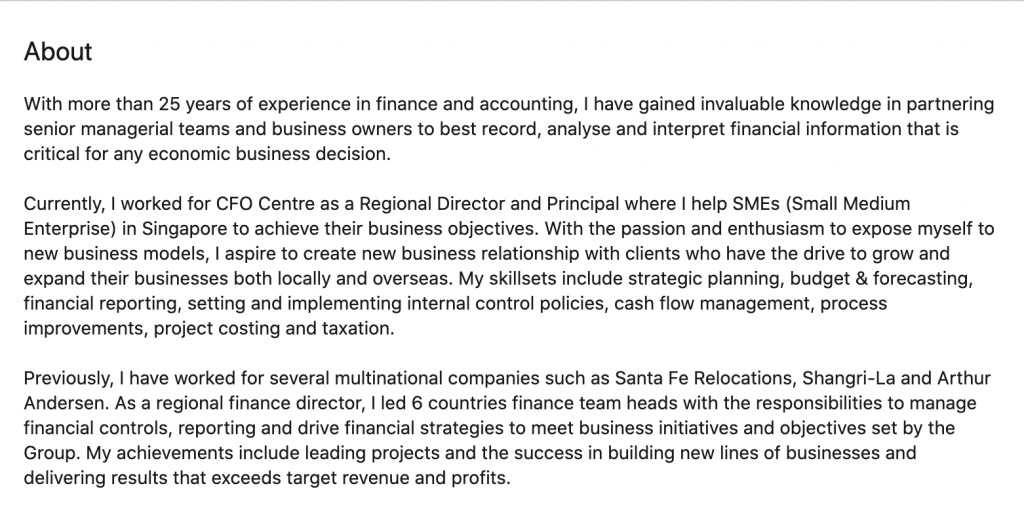 About
With more than 25 years of experience in finance and accounting, I have gained invaluable knowledge in partnering
senior managerial teams and business owners to best record, analyse and interpret financial information that is
critical for any economic business decision.
Currently, I worked for CFO Centre as a Regional Director and Principal where I help SMEs (Small Medium
Enterprise) in Singapore to achieve their business objectives. With the passion and enthusiasm to expose myself to
new business models, I aspire to create new business relationship with clients who have the drive to grow and
expand their businesses both locally and overseas. My skillsets include strategic planning, budget & forecasting,
financial reporting, setting and implementing internal control policies, cash flow management, process
improvements, project costing and taxation.
Previously, I have worked for several multinational companies such as Santa Fe Relocations, Shangri-La and Arthur
Andersen. As a regional finance director, I led 6 countries finance team heads with the responsibilities to manage
financial controls, reporting and drive financial strategies to meet business initiatives and objectives set by the
Group. My achievements include leading projects and the success in building new lines of businesses and
delivering results that exceeds target revenue and profits.